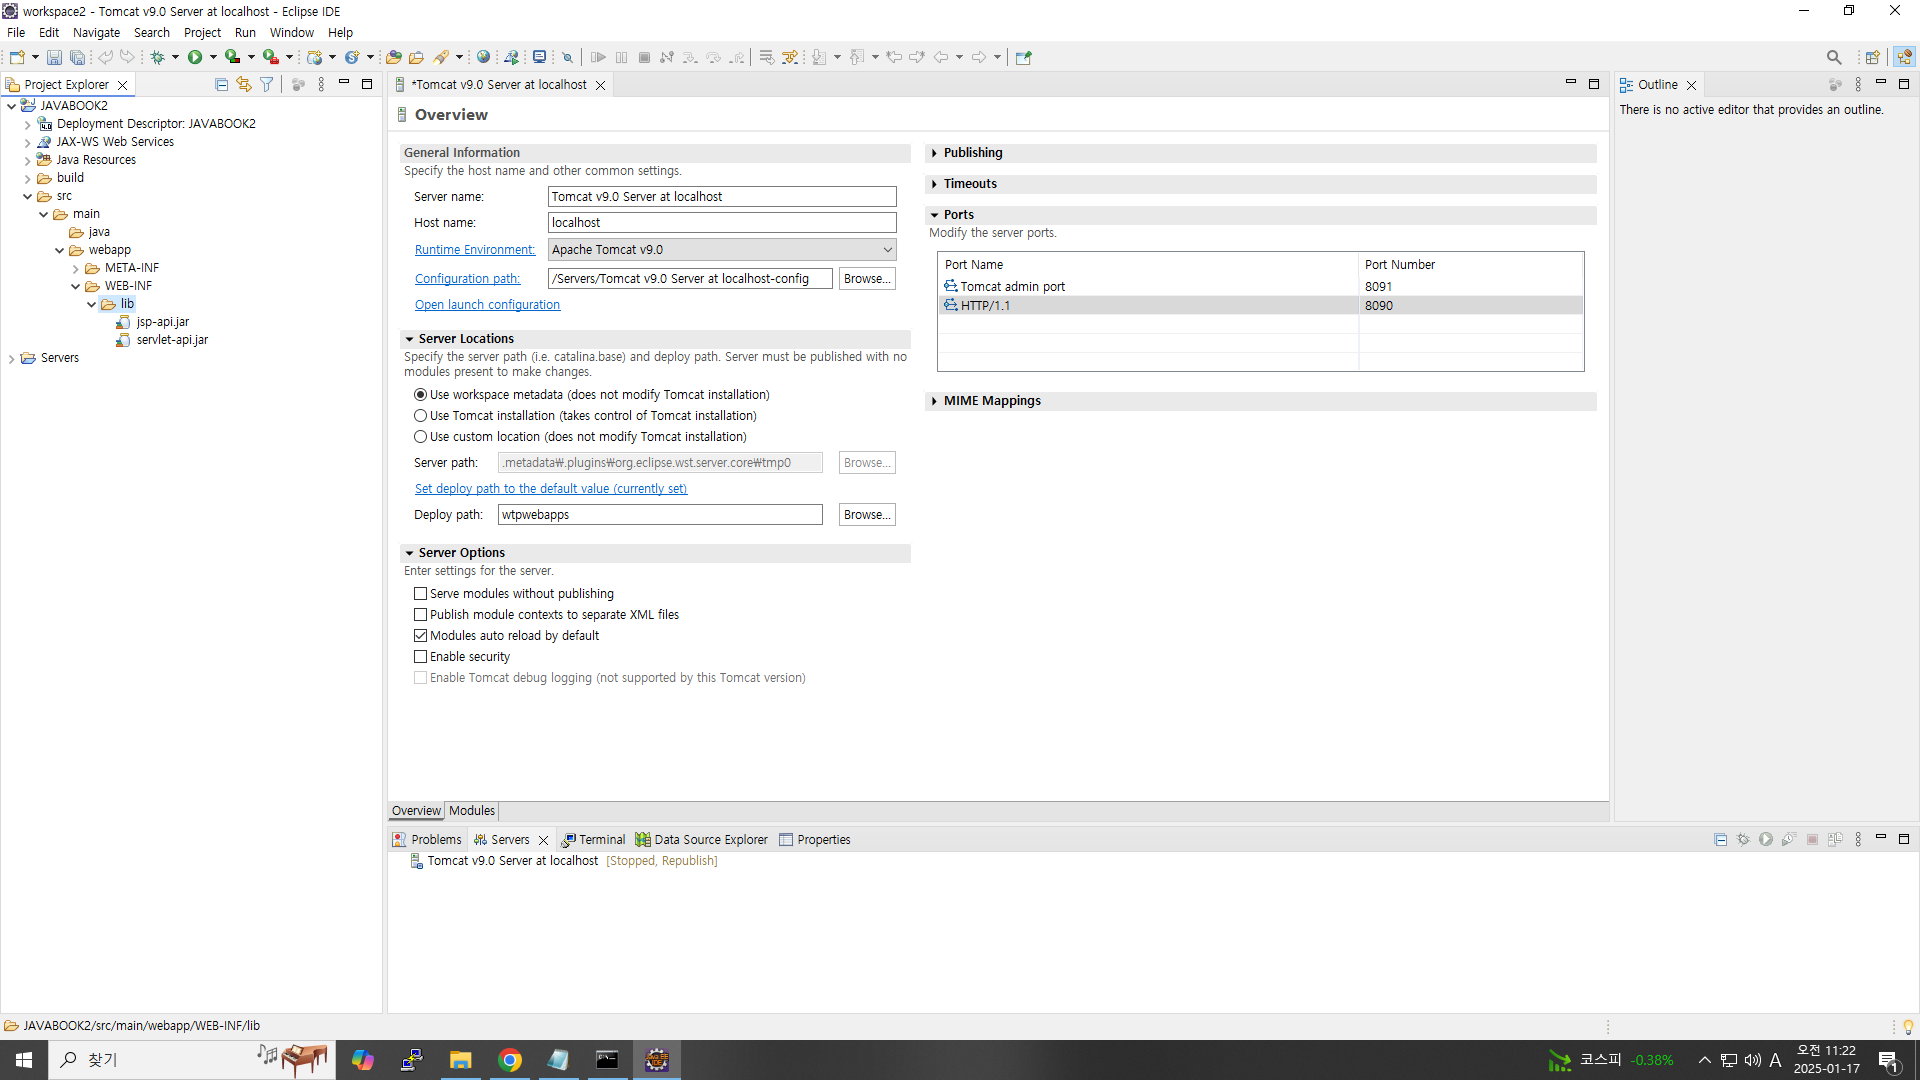 workspace2 - Tomcat v9.0 Server at localhost - Eclipse IDE
File Edit Navigate Search Project Run Window Help
Project Explorer
JAVABOOK2
Deployment Descriptor: JAVABOOK2
JAX-WS Web Services
Java Resources
build
src
main
java
webapp
META-INF
WEB-INF
lib
jsp-api.jar
servlet-api.jar
Servers
*Tomcat v9.0 Server at localhost
Overview
General Information
Specify the host name and other common settings.
Server name: Tomcat v9.0 Server at localhost
Host name: localhost
Runtime Environment: Apache Tomcat v9.0
Configuration path: /Servers/Tomcat v9.0 Server at localhost-config Browse...
Open launch configuration
Server Locations
Specify the server path (i.e. catalina.base) and deploy path. Server must be published with no
modules present to make changes.
Use workspace metadata (does not modify Tomcat installation)
Use Tomcat installation (takes control of Tomcat installation)
Use custom location (does not modify Tomcat installation)
Server path: .metadata₩.plugins₩org.eclipse.wst.server.core₩tmp0 Browse...
Set deploy path to the default value (currently set)
Deploy path: wtpwebapps Browse...
Server Options
Enter settings for the server.
Serve modules without publishing
Publish module contexts to separate XML files
Modules auto reload by default
Enable security
Enable Tomcat debug logging (not supported by this Tomcat version)
Publishing
Timeouts
Ports
Modify the server ports.
Port Name Port Number
Tomcat admin port 8091
HTTP/1.1 8090
MIME Mappings
Overview Modules
Outline
There is no active editor that provides an outline.
Problems Servers Terminal Data Source Explorer Properties
Tomcat v9.0 Server at localhost [Stopped, Republish]
JAVABOOK2/src/main/webapp/WEB-INF/lib
찾기
코스피 -0.38%
A
오전 11:22
2025-01-17
1